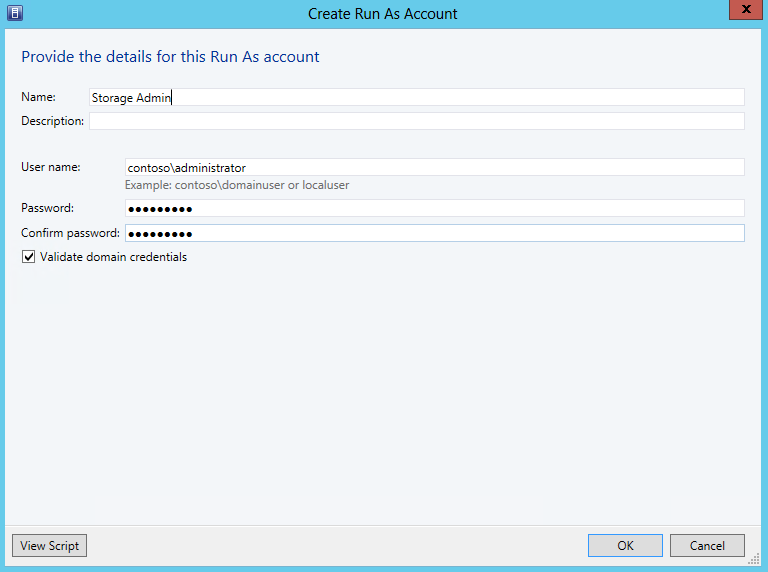 Create Run As Account
x
Provide the details for this Run As account
Name: Storage Admin
Description:
User name: contoso\administrator
Example: contoso\domainuser or localuser
Password: ●●●●●●●●●
Confirm password: ●●●●●●●●●
Validate domain credentials
View Script OK Cancel